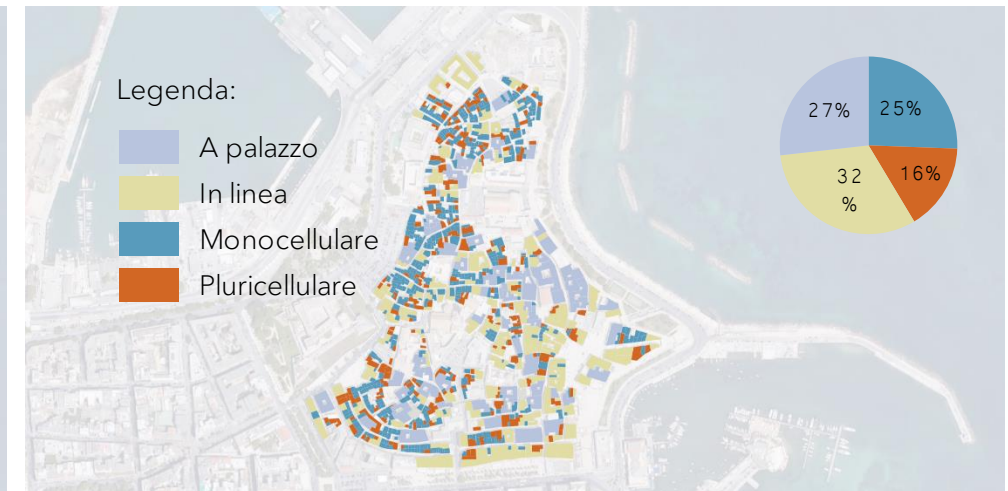 Legenda:
A palazzo
In linea
Monocellulare
Pluricellulare
27%
25%
16%
32
%